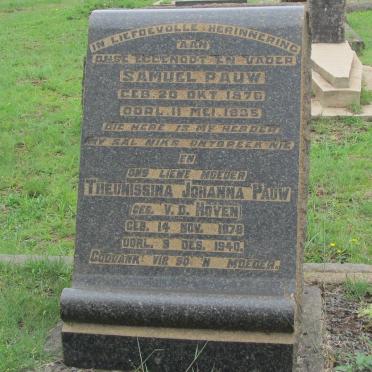 IN LIEFDEVOLLE HERINNERING
AAN
ONS EGGENOOT EN VADER
SAMUEL PAUW
GEB. 20 OKT. 1876
OORL. 11 MEI. 1935
DIE HERE IS MY HERDER
MY SAL NIKS ONTBREEK NIE
EN
ONS LIEWE MOEDER
THEUNISSINA JOHANNA PAUW
GEB. V.D. HOVEN
GEB. 14 NOV. 1878
OORL. 9 DES. 1940.
GODDANK VIR SO 'N MOEDER.